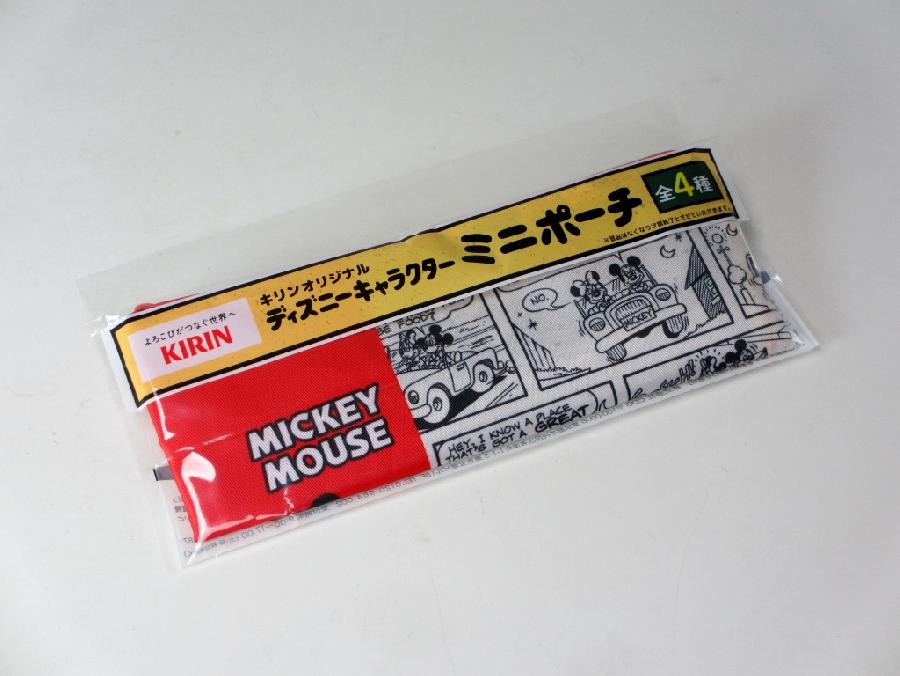 全4種
キリンオリジナル
ディズニーキャラクター ミニポーチ
よろこびがつなぐ世界へ
KIRIN
MICKEY
MOUSE
NO.
MICKEY
HEY, I KNOW A PLACE
THAT'S GOT A GREAT